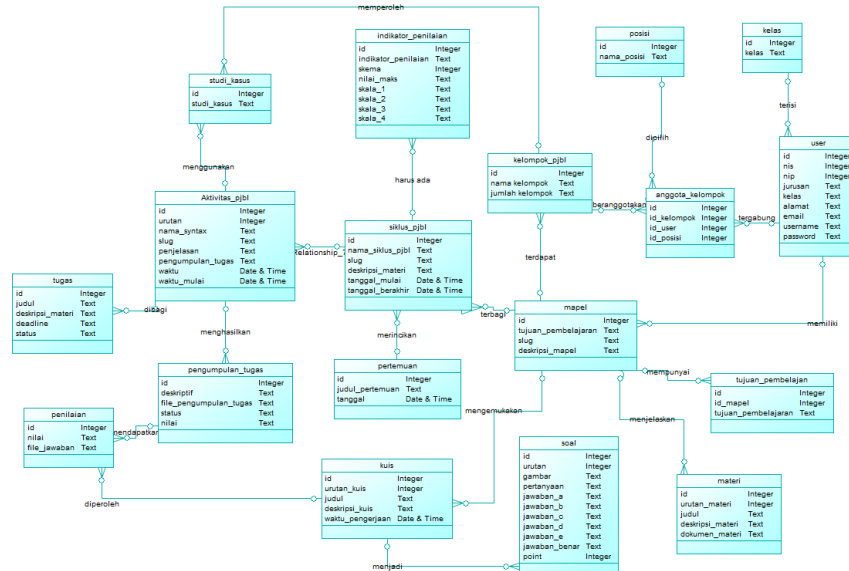 memperoleh
indikator_penilaian
id Integer
indikator_penilaian Text
skema Integer
nilai_maks Text
skala_1 Text
skala_2 Text
skala_3 Text
skala_4 Text
posisi
id Integer
nama_posisi Text
kelas
id Integer
kelas Text
studi_kasus
id Integer
studi_kasus Text
menggunakan
harus ada
dipilih
terisi
user
id Integer
nis Integer
nip Integer
jurusan Text
kelas Text
alamat Text
email Text
username Text
password Text
kelompok_pjbl
id Integer
nama kelompok Text
jumlah kelompok Text
beranggotakan
anggota_kelompok
id Integer
id_kelompok Integer
id_user Integer
id_posisi Integer
tergabung
Aktivitas_pjbl
id Integer
urutan Integer
nama_syntax Text
slug Text
penjelasan Text
pengumpulan_tugas Text
waktu Date & Time
waktu_mulai Date & Time
siklus_pjbl
id Integer
nama_siklus_pjbl Text
slug Text
deskripsi_materi Text
tanggal_mulai Date & Time
tanggal_berakhir Date & Time
terdapat
tugas
id Integer
judul Text
deskripsi_materi Text
deadline Text
status Text
dibagi
menghasilkan
merincikan
terbagi
mapel
id Integer
tujuan_pembelajaran Text
slug Text
deskripsi_mapel Text
memiliki
pengumpulan_tugas
id Integer
deskriptif Text
file_pengumpulan_tugas Text
status Text
nilai Text
pertemuan
id Integer
judul_pertemuan Text
tanggal Date & Time
mempunyai
tujuan_pembelajan
id Integer
id_mapel Integer
tujuan_pembelajaran Text
penilaian
id Integer
nilai Text
file_jawaban Text
mendapatkan
mengemukakan
menjelaskan
soal
id Integer
urutan Integer
gambar Text
pertanyaan Text
jawaban_a Text
jawaban_b Text
jawaban_c Text
jawaban_d Text
jawaban_e Text
jawaban_benar Text
point Integer
kuis
id Integer
urutan_kuis Integer
judul Text
deskripsi_kuis Text
waktu_pengerjaan Date & Time
materi
id Integer
urutan_materi Integer
judul Text
deskripsi_materi Text
dokumen_materi Text
diperoleh
menjadi